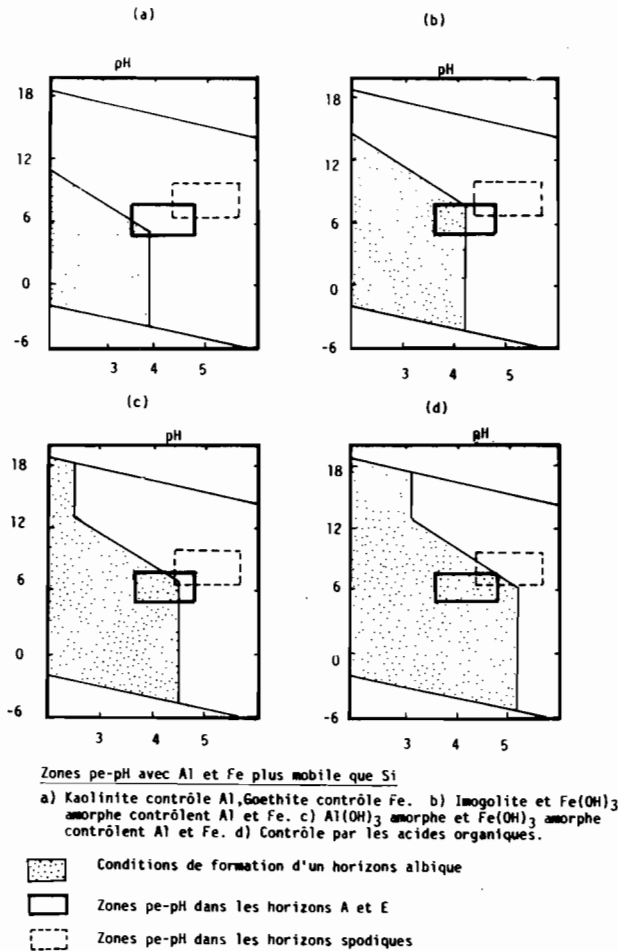 (a)
(b)
pH
pH
18
18
12
12
6
6
0
0
-6
-6
3 4 5
3 4 5
(c)
(d)
pH
pH
18
18
12
12
6
6
0
0
-6
-6
3 4 5
3 4 5
Zones pe-pH avec Al et Fe plus mobile que Si
a) Kaolinite contrôle Al,Goethite contrôle Fe. b) Imogolite et Fe(OH)3
amorphe contrôlent Al et Fe. c) Al(OH)3 amorphe et Fe(OH)3 amorphe
contrôlent Al et Fe. d) Contrôle par les acides organiques.
Conditions de formation d'un horizons albique
Zones pe-pH dans les horizons A et E
Zones pe-pH dans les horizons spodiques